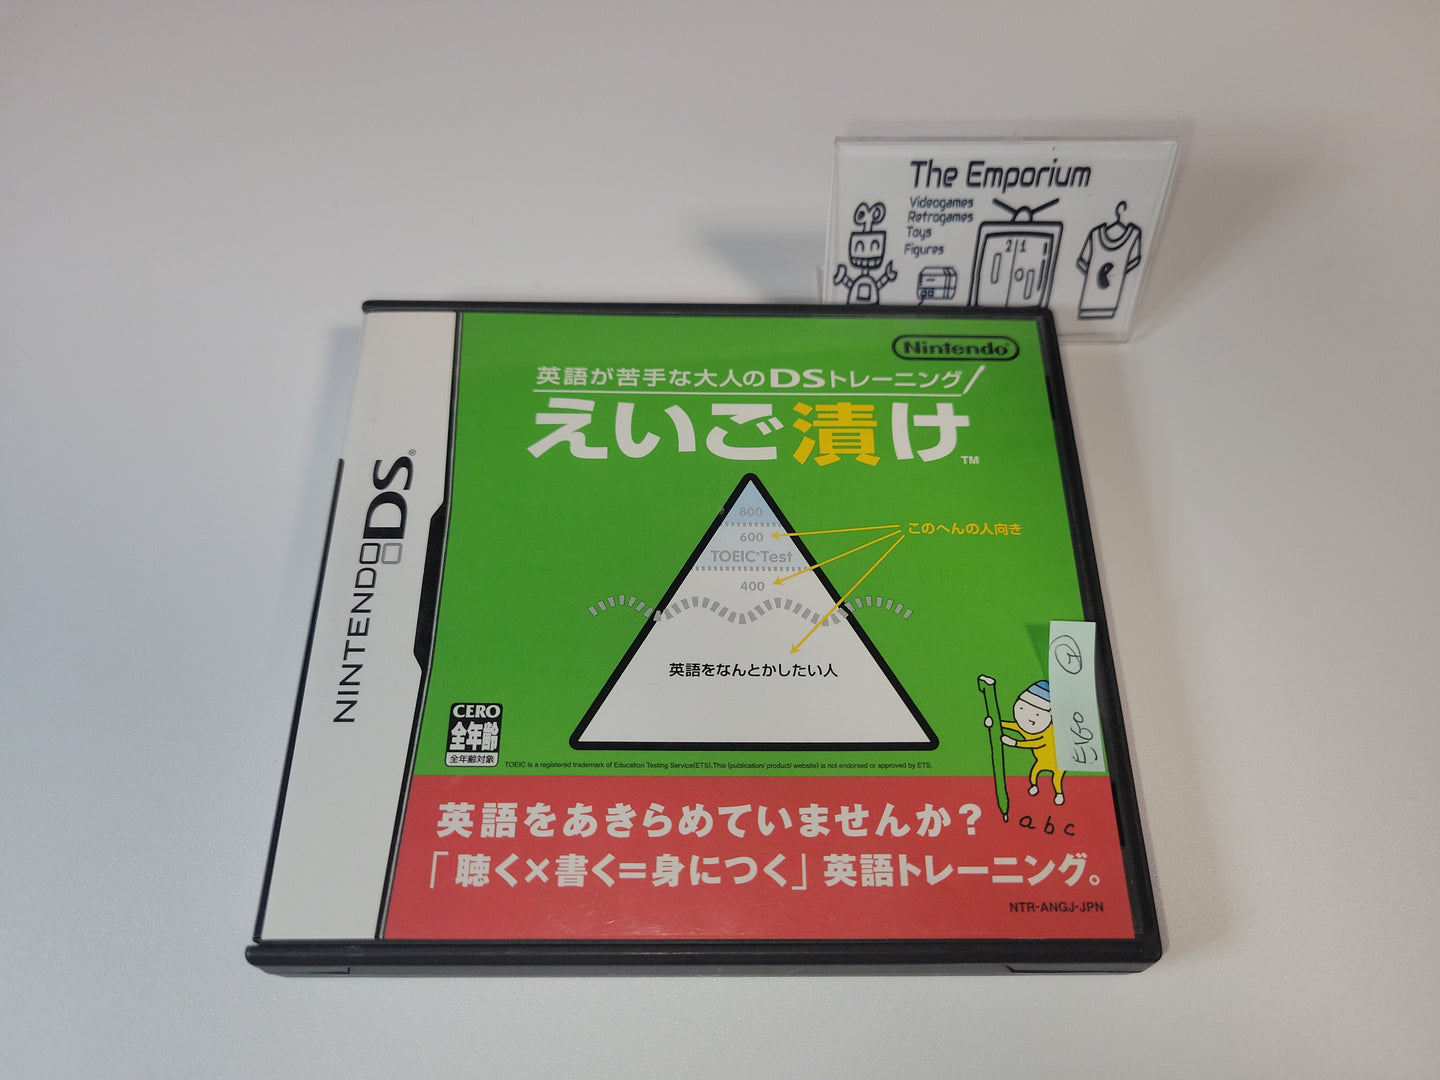 The Emporium
Videogames
Retrogames
Toys
Figures
21
Nintendo®
英語が苦手な大人のDSトレーニング
えいご漬け™
NINTENDO DS®
800
600
TOEIC®Test
400
このへんの人向き
英語をなんとかしたい人
CERO
全年齢
全年齢対象
TOEIC is a registered trademark of Education Testing Service(ETS).This (publication/ product/ website) is not endorsed or approved by ETS.
abc
英語をあきらめていませんか?
「聴く×書く=身につく」英語トレーニング。
NTR-ANGJ-JPN